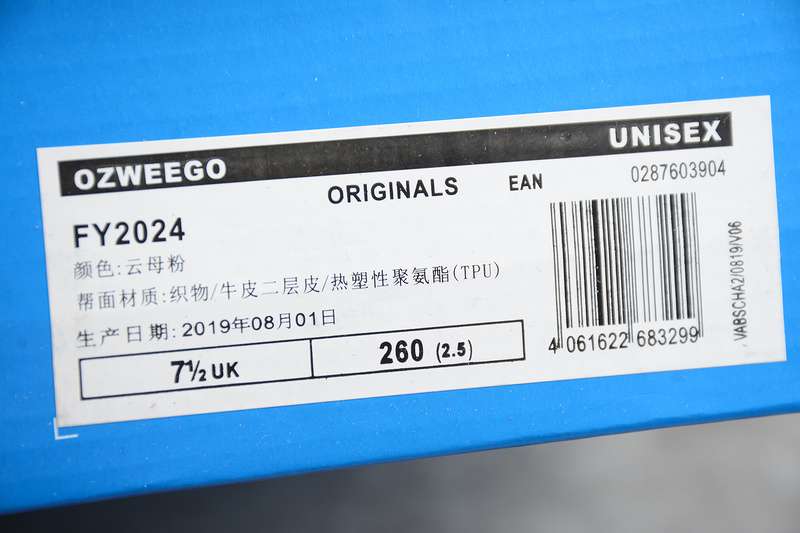 OZWEEGO
UNISEX
ORIGINALS
EAN
0287603904
FY2024
颜色:云母粉
帮面材质:织物/牛皮二层皮/热塑性聚氨酯(TPU)
生产日期:2019年08月01日
7½ UK
260 (2.5)
4 061622 683299
VABSCHA2/0819/V06